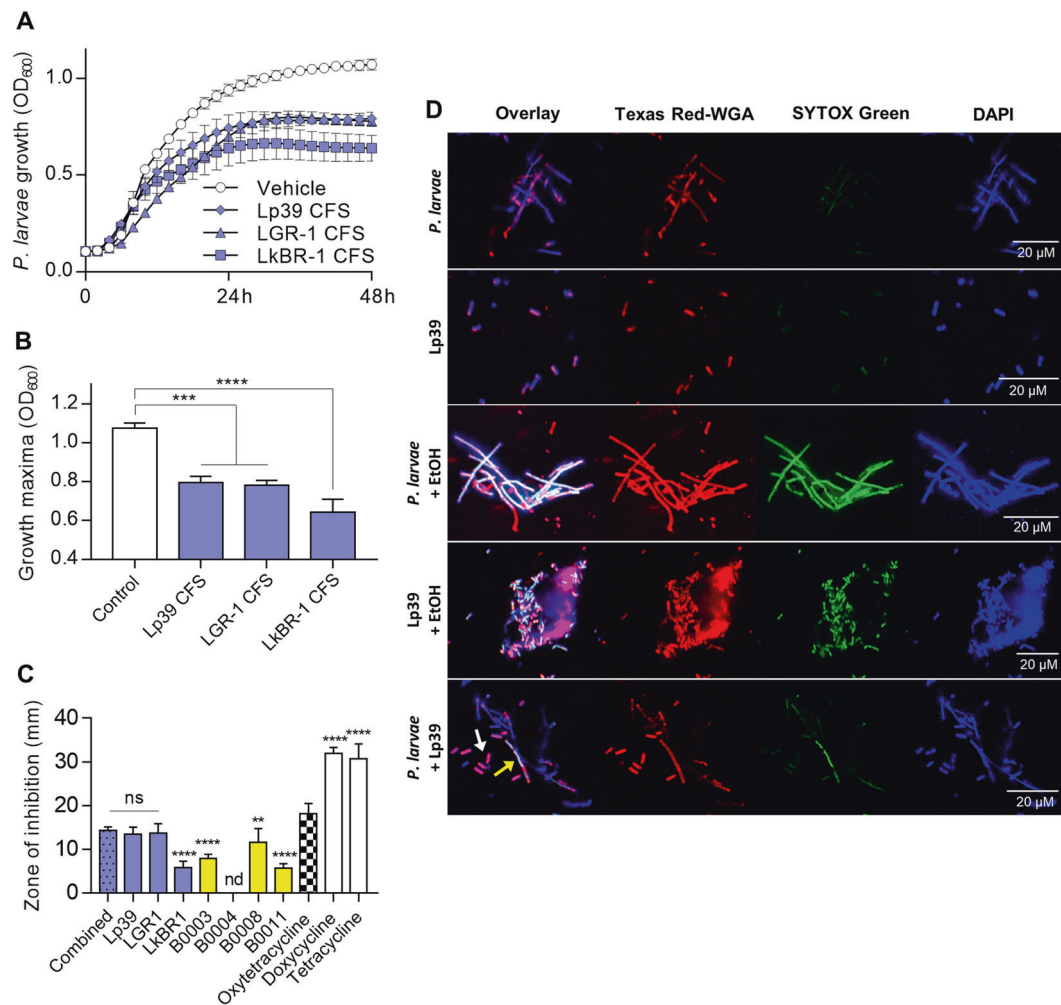 A
P. larvae growth (OD600)
1.0
0.5
0.0
0
24h
48h
Vehicle
Lp39 CFS
LGR-1 CFS
LkBR-1 CFS
B
Growth maxima (OD600)
1.2
1.0
0.8
0.6
0.4
****
***
Control
Lp39 CFS
LGR-1 CFS
LkBR-1 CFS
C
Zone of inhibition (mm)
40
30
20
10
0
ns
****
****
nd
**
****
****
****
Combined
Lp39
LGR1
LkBR1
B0003
B0004
B0008
B0011
Oxytetracycline
Doxycycline
Tetracycline
D
Overlay
Texas Red-WGA
SYTOX Green
DAPI
P. larvae
20 µM
Lp39
20 µM
P. larvae
+ EtOH
20 µM
Lp39
+ EtOH
20 µM
P. larvae
+ Lp39
20 µM